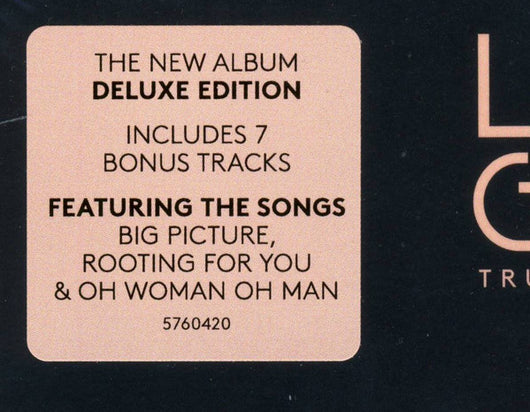 THE NEW ALBUM
DELUXE EDITION
INCLUDES 7
BONUS TRACKS
FEATURING THE SONGS
BIG PICTURE,
ROOTING FOR YOU
& OH WOMAN OH MAN
5760420
L
G
TRU